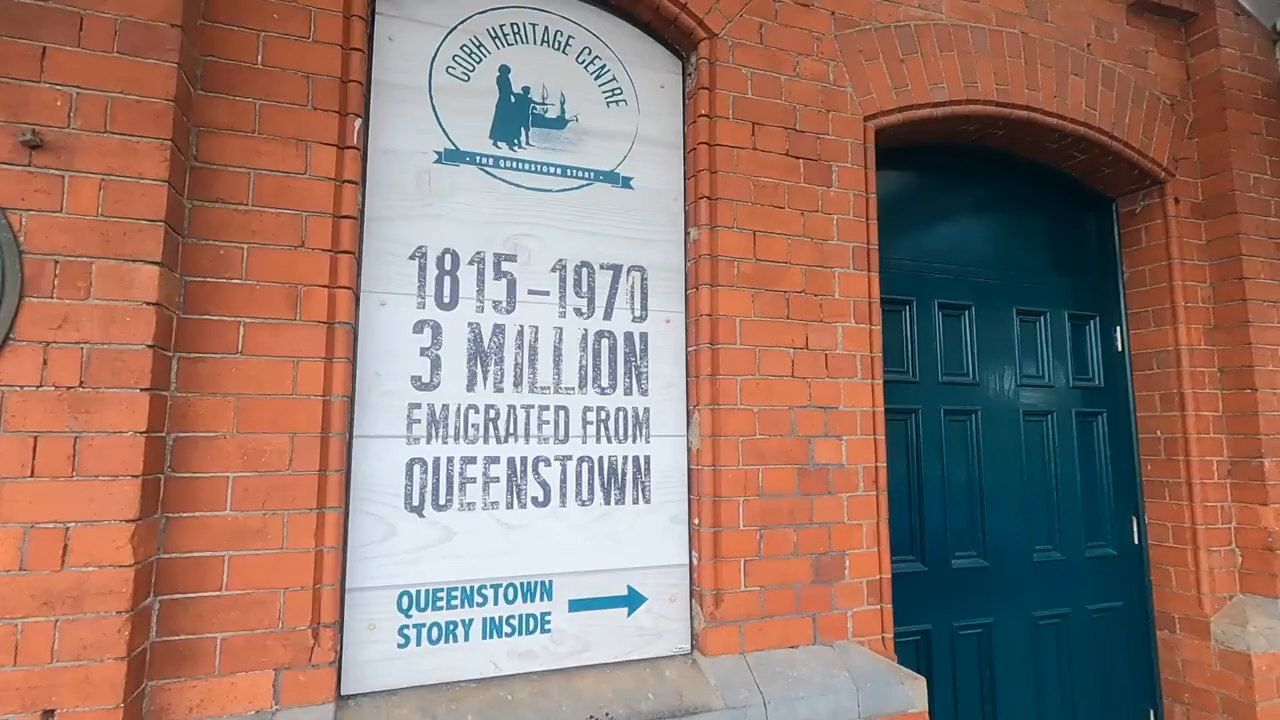 COBH HERITAGE CENTRE
• THE QUEENSTOWN STORY •
1815-1970
3 MILLION
EMIGRATED FROM
QUEENSTOWN
QUEENSTOWN
STORY INSIDE